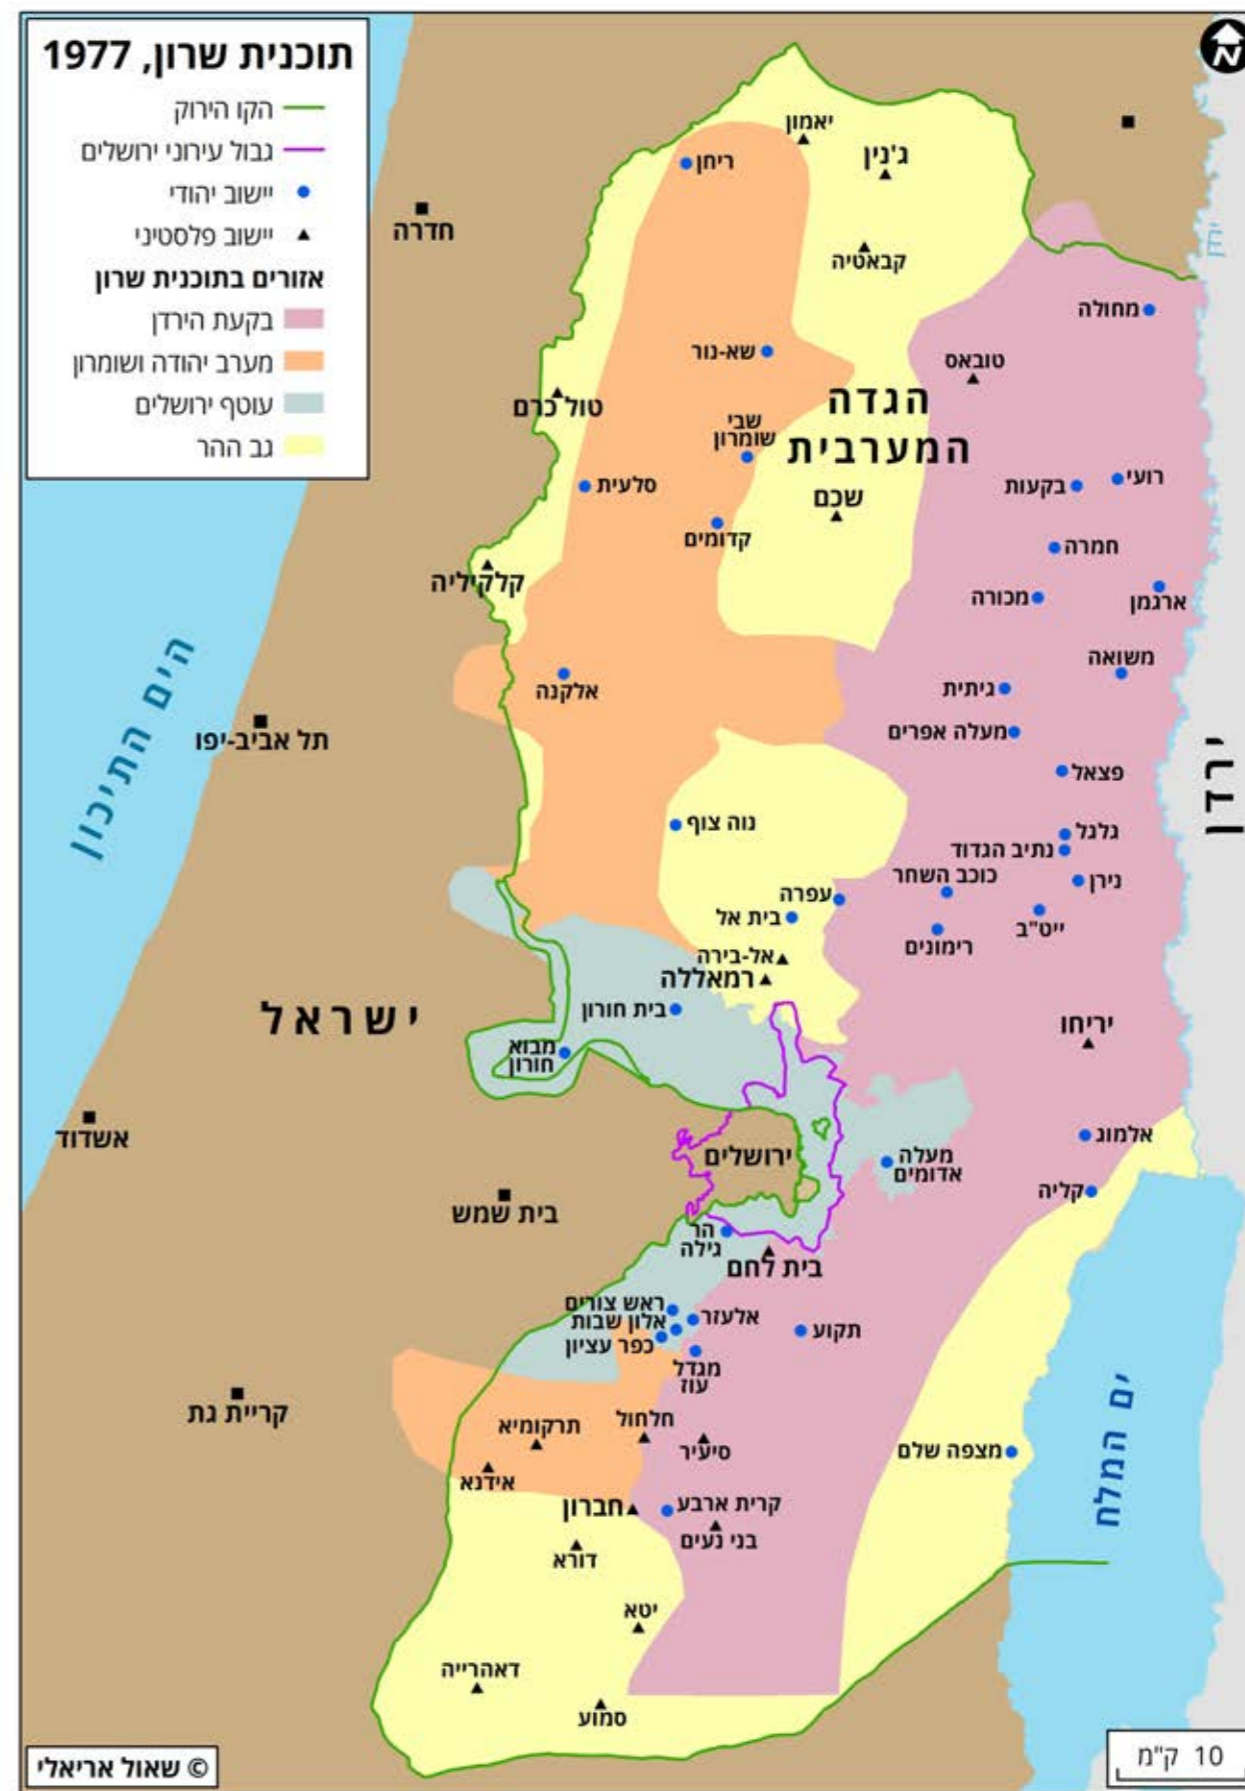 תוכנית שרון, 1977
הקו הירוק
גבול עירוני ירושלים
יישוב יהודי
יישוב פלסטיני
אזורים בתוכנית שרון
בקעת הירדן
מערב יהודה ושומרון
עוטף ירושלים
גב ההר
N
יאמון
ג'נין
ריחן
חדרה
קבאטיה
ירדן
מחולה
שא-נור
טובאס
טול כרם
הגדה
המערבית
שבי
שומרון
סלעית
רועי
בקעות
שכם
קדומים
חמרה
קלקיליה
ארגמן
מכורה
הים התיכון
משואה
אלקנה
גיתית
תל אביב-יפו
מעלה אפרים
פצאל
ירדן
נוה צוף
גלגל
נתיב הגדוד
כוכב השחר
נירן
עפרה
בית אל
ייט"ב
רימונים
אל-בירה
רמאללה
בית חורון
ישראל
יריחו
מבוא
חורון
אשדוד
אלמוג
ירושלים
מעלה
אדומים
קליה
בית שמש
הר
גילה
בית לחם
ראש צורים
אלון שבות
אלעזר
כפר עציון
תקוע
מגדל
עוז
קריית גת
ים המלח
חלחול
תרקומיא
סיעיר
מצפה שלם
אידנא
קרית ארבע
חברון
בני נעים
דורא
יטא
דאהרייה
סמוע
10 ק"מ
© שאול אריאלי